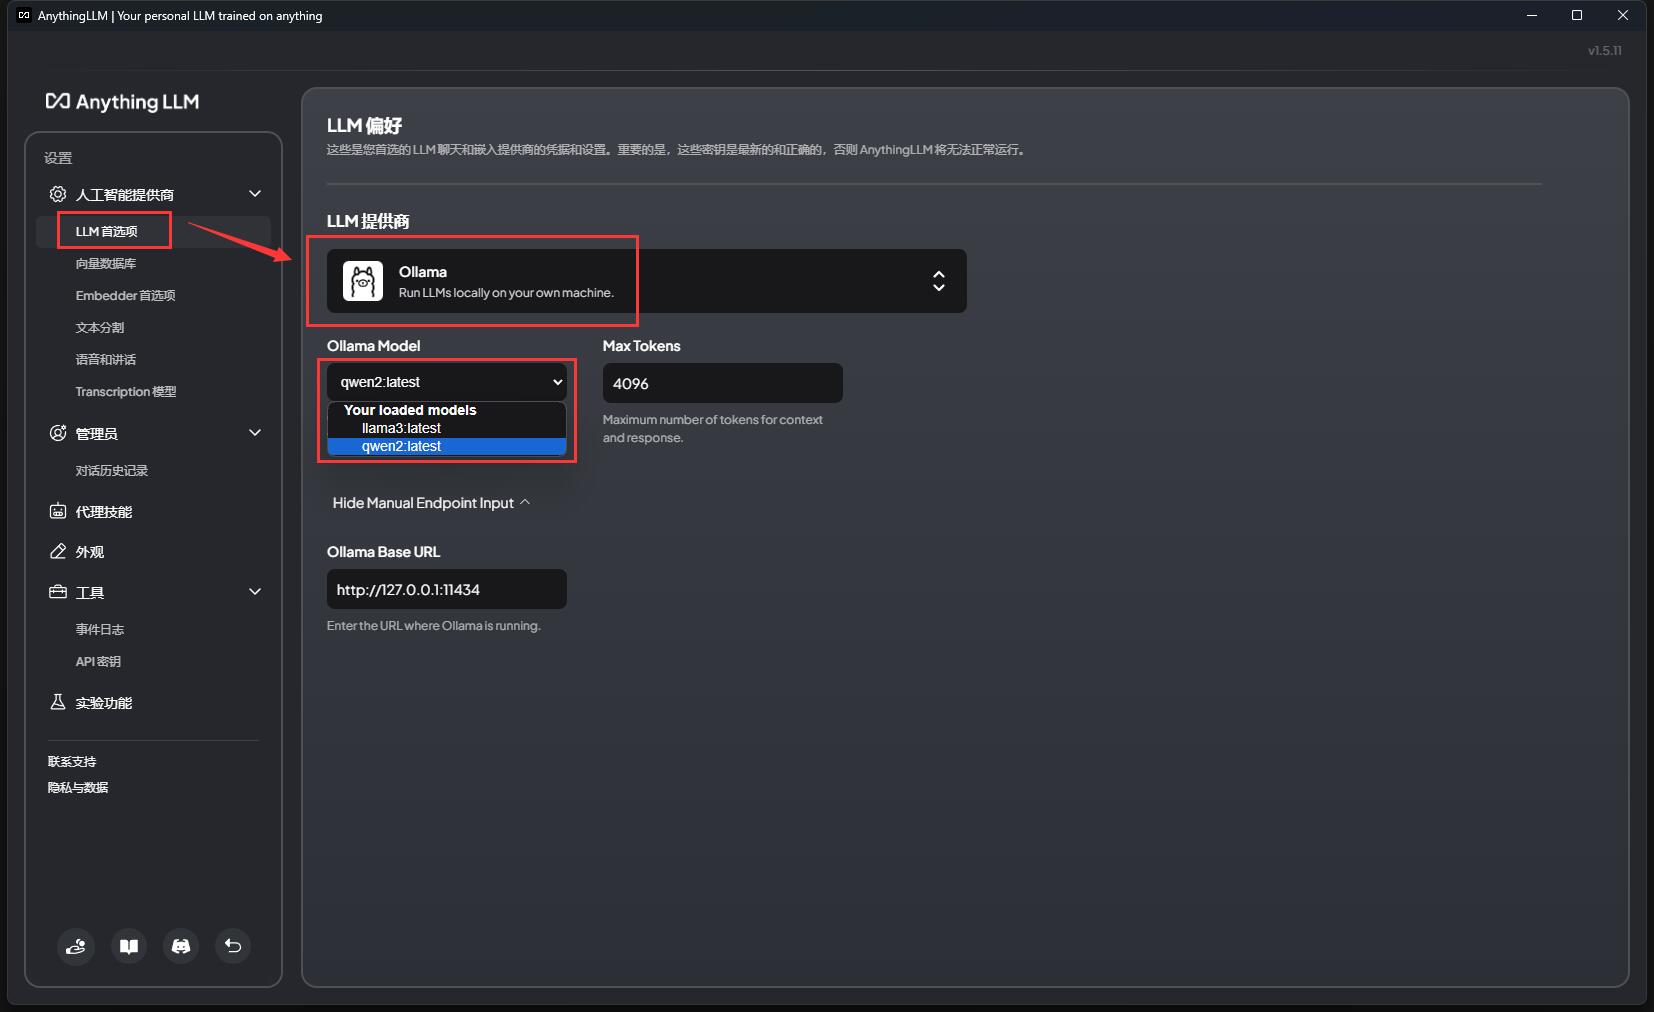 AnythingLLM | Your personal LLM trained on anything
v1.5.11
Anything LLM
设置
人工智能提供商
LLM 首选项
向量数据库
Embedder 首选项
文本分割
语音和讲话
Transcription 模型
管理员
对话历史记录
代理技能
外观
工具
事件日志
API 密钥
实验功能
联系支持
隐私与数据
LLM 偏好
这些是您首选的 LLM 聊天和嵌入提供商的凭据和设置。重要的是，这些密钥是最新的和正确的，否则 AnythingLLM 将无法正常运行。
LLM 提供商
Ollama
Run LLMs locally on your own machine.
Ollama Model
qwen2:latest
Your loaded models
llama3:latest
qwen2:latest
Max Tokens
4096
Maximum number of tokens for context
and response.
Hide Manual Endpoint Input
Ollama Base URL
http://127.0.0.1:11434
Enter the URL where Ollama is running.